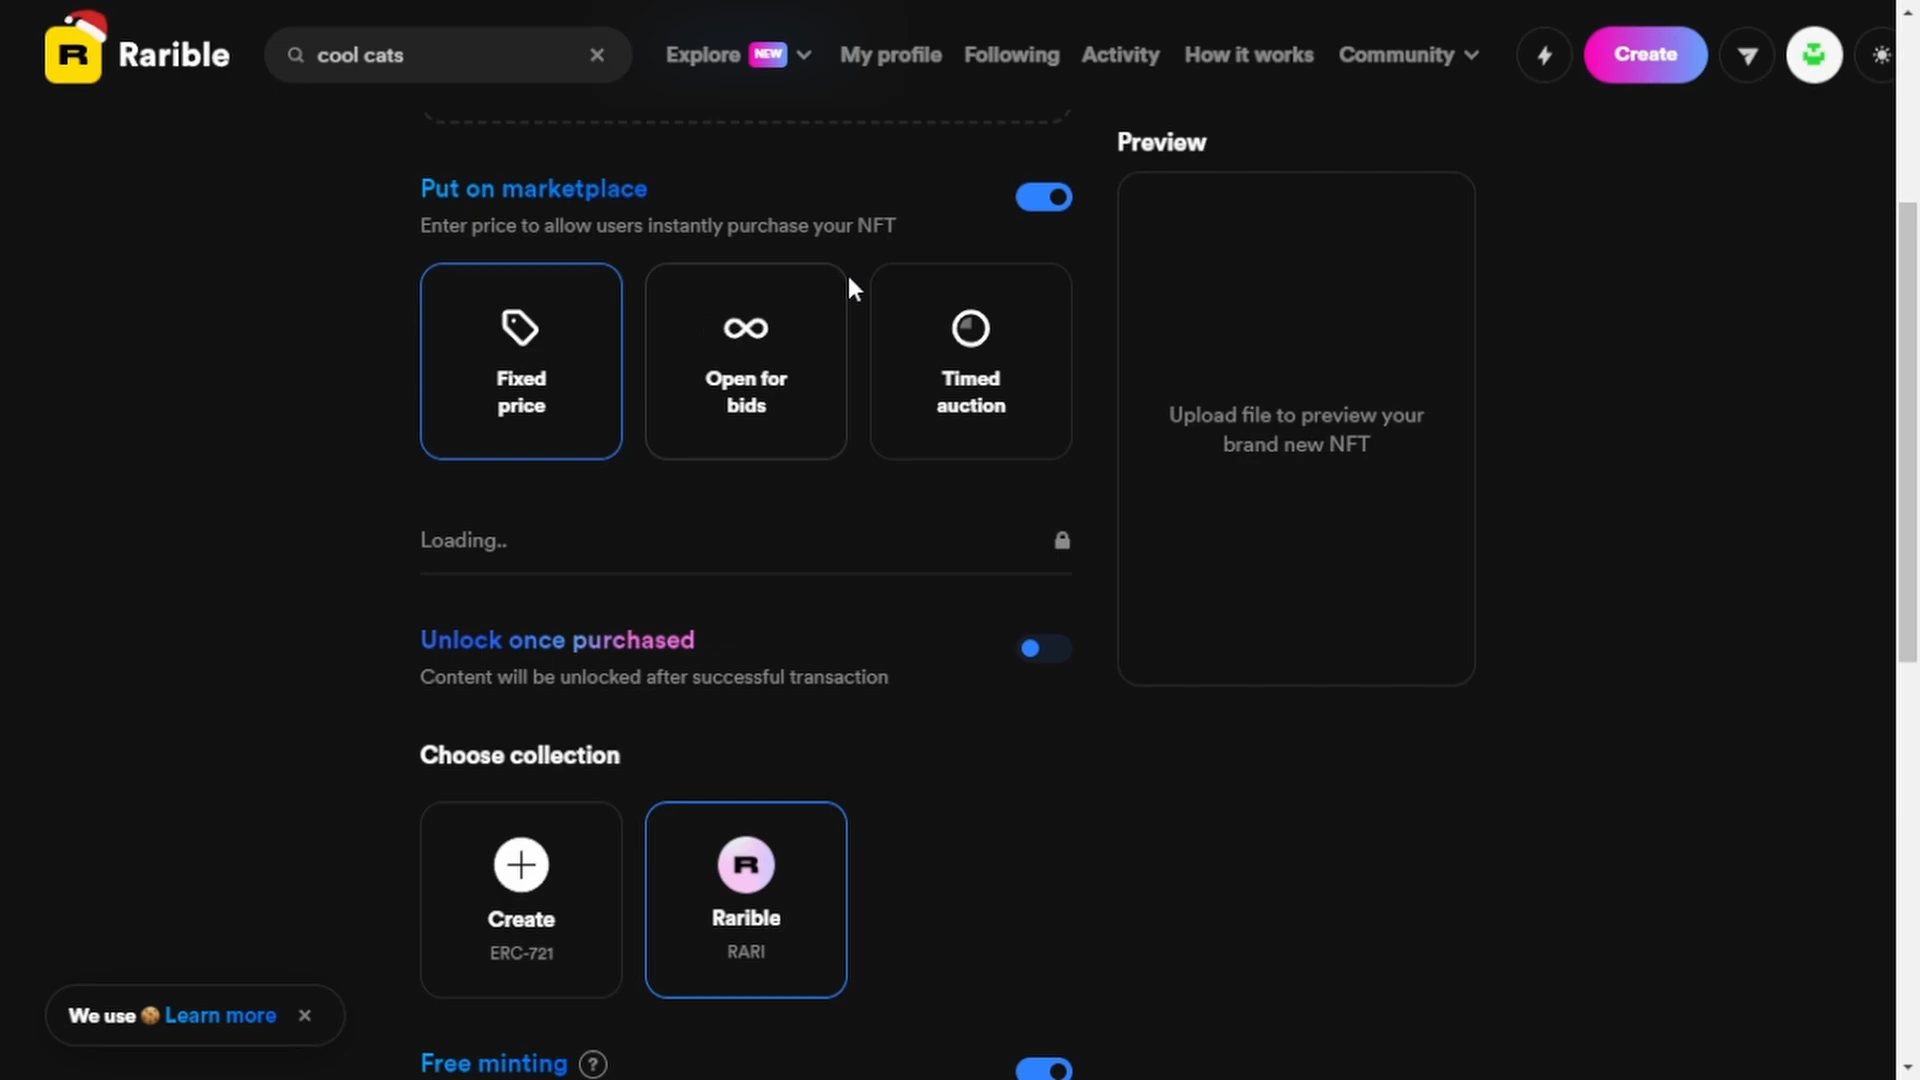 R Rarible
cool cats
Explore NEW
My profile
Following
Activity
How it works
Community
Create
Preview
Put on marketplace
Enter price to allow users instantly purchase your NFT
Fixed
price
Open for
bids
Timed
auction
Upload file to preview your
brand new NFT
Loading..
Unlock once purchased
Content will be unlocked after successful transaction
Choose collection
Create
ERC-721
R
Rarible
RARI
We use 🍪 Learn more
Free minting ?